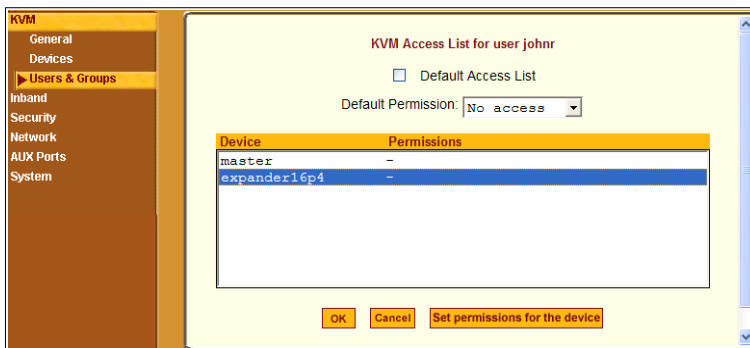 KVM
General
Devices
Users & Groups
Inband
Security
Network
AUX Ports
System
KVM Access List for user johnr
Default Access List
Default Permission: No access
Device Permissions
master -
expander16p4 -
OK Cancel Set permissions for the device